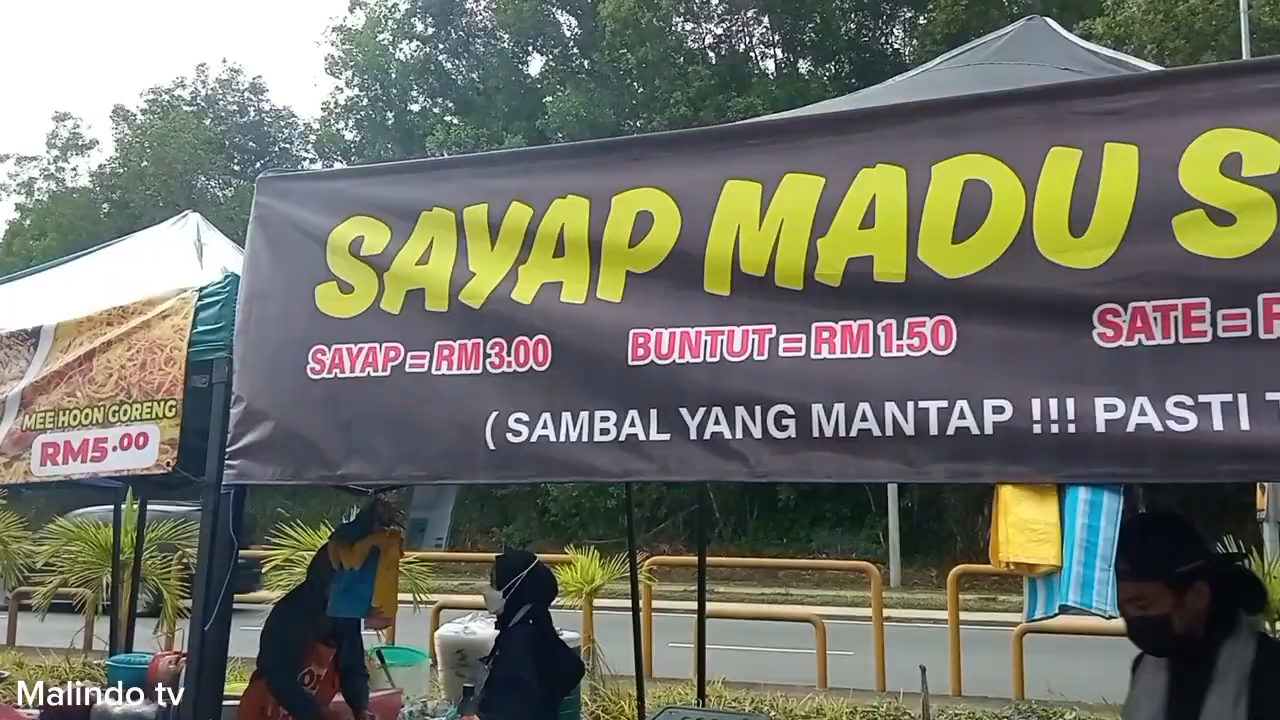 SAYAP MADU S
SAYAP = RM 3.00 BUNTUT = RM 1.50 SATE =
(SAMBAL YANG MANTAP !!! PASTI
MEE HOON GORENG
RM5.00
Malindo tv